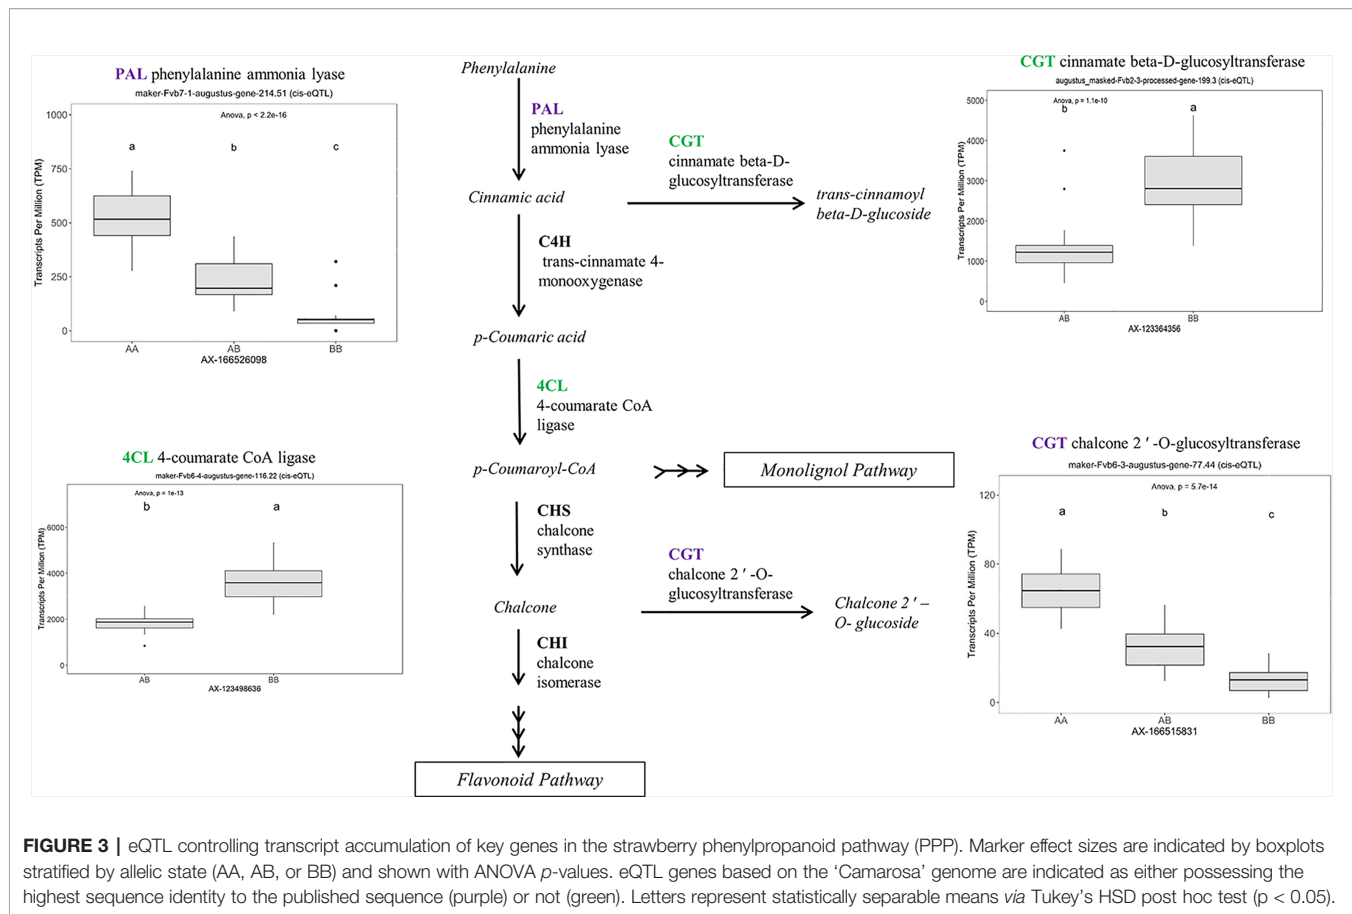 PAL phenylalanine ammonia lyase
maker-Fvb7-1-augustus-gene-214.51 (cis-eQTL)
Anova, p < 2.2e-16
a
b
c
Transcripts Per Million (TPM)
1000
750
500
250
0
AA
AB
BB
AX-166526098
4CL 4-coumarate CoA ligase
maker-Fvb6-4-augustus-gene-116.22 (cis-eQTL)
Anova, p = 1e-13
b
a
Transcripts Per Million (TPM)
6000
4000
2000
0
AB
BB
AX-123498636
Phenylalanine
PAL
phenylalanine
ammonia lyase
CGT
cinnamate beta-D-
glucosyltransferase
Cinnamic acid
trans-cinnamoyl
beta-D-glucoside
C4H
trans-cinnamate 4-
monooxygenase
p-Coumaric acid
4CL
4-coumarate CoA
ligase
p-Coumaroyl-CoA
Monolignol Pathway
CHS
chalcone
synthase
CGT
chalcone 2 ′ -O-
glucosyltransferase
Chalcone
Chalcone 2 ′ –
O- glucoside
CHI
chalcone
isomerase
Flavonoid Pathway
CGT cinnamate beta-D-glucosyltransferase
augustus_masked-Fvb2-3-processed-gene-199.3 (cis-eQTL)
Anova, p = 1.1e-10
b
a
Transcripts Per Million (TPM)
5000
4000
3000
2000
1000
0
AB
BB
AX-123364356
CGT chalcone 2 ′ -O-glucosyltransferase
maker-Fvb6-3-augustus-gene-77.44 (cis-eQTL)
Anova, p = 5.7e-14
a
b
c
Transcripts Per Million (TPM)
120
80
40
0
AA
AB
BB
AX-166515831
FIGURE 3 | eQTL controlling transcript accumulation of key genes in the strawberry phenylpropanoid pathway (PPP). Marker effect sizes are indicated by boxplots
stratified by allelic state (AA, AB, or BB) and shown with ANOVA p-values. eQTL genes based on the ‘Camarosa’ genome are indicated as either possessing the
highest sequence identity to the published sequence (purple) or not (green). Letters represent statistically separable means via Tukey’s HSD post hoc test (p < 0.05).